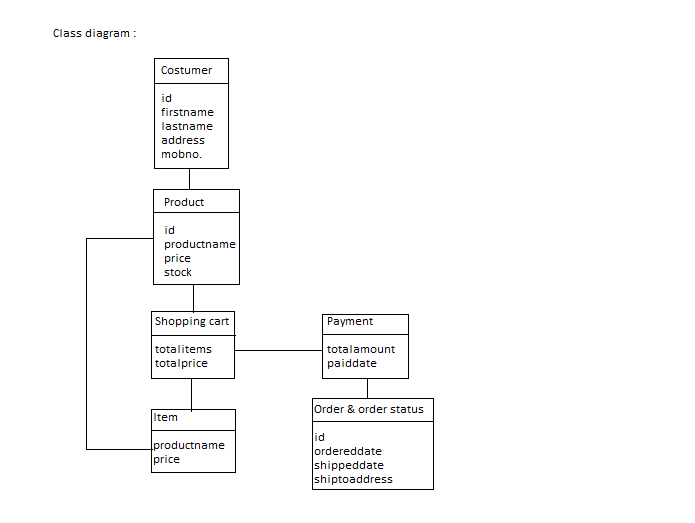 Class diagram :
Costumer
id
firstname
lastname
address
mobno.
Product
id
productname
price
stock
Shopping cart
totalitems
totalprice
Payment
totalamount
paiddate
Item
productname
price
Order & order status
id
ordereddate
shippeddate
shiptoaddress